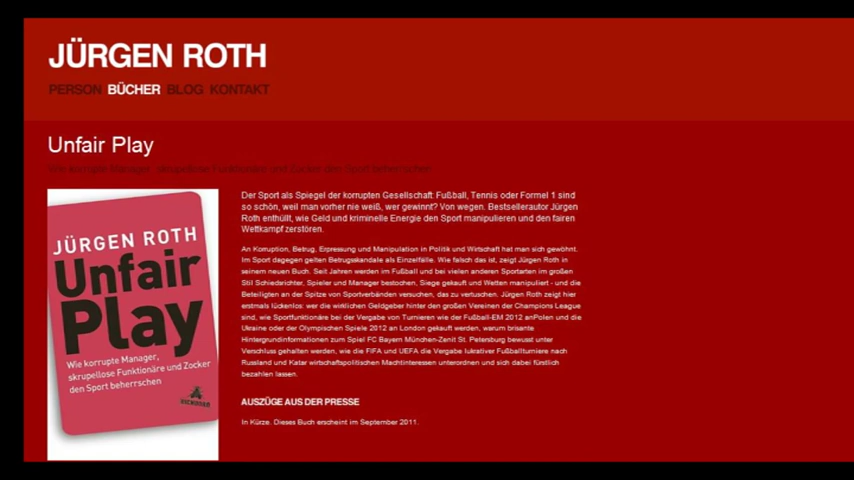 JÜRGEN ROTH
PERSON BÜCHER BLOG KONTAKT
Unfair Play
Wie korrupte Manager, skrupellose Funktionäre und Zocker den Sport beherrschen
Der Sport als Spiegel der korrupten Gesellschaft: Fußball, Tennis oder Formel 1 sind
so schön, weil man vorher nie weiß, wer gewinnt? Von wegen. Bestsellerautor Jürgen
Roth enthüllt, wie Geld und kriminelle Energie den Sport manipulieren und den fairen
Wettkampf zerstören.
An Korruption, Betrug, Erpressung und Manipulation in Politik und Wirtschaft hat man sich gewöhnt.
Im Sport dagegen gelten Betrugsskandale als Einzelfälle. Wie falsch das ist, zeigt Jürgen Roth in
seinem neuen Buch. Seit Jahren werden im Fußball und bei vielen anderen Sportarten im großen
Stil Schiedsrichter, Spieler und Manager bestochen, Siege gekauft und Wetten manipuliert - und die
Beteiligten an der Spitze von Sportverbänden versuchen, das zu vertuschen. Jürgen Roth zeigt hier
erstmals lückenlos: wer die wirklichen Geldgeber hinter den großen Vereinen der Champions League
sind, wie Sportfunktionäre bei der Vergabe von Turnieren wie der Fußball-EM 2012 anPolen und die
Ukraine oder der Olympischen Spiele 2012 an London gekauft werden, warum brisante
Hintergrundinformationen zum Spiel FC Bayern München-Zenit St. Petersburg bewusst unter
Verschluss gehalten werden, wie die FIFA und UEFA die Vergabe lukrativer Fußballturniere nach
Russland und Katar wirtschaftspolitischen Machtinteressen unterordnen und sich dabei fürstlich
bezahlen lassen.
AUSZÜGE AUS DER PRESSE
In Kürze. Dieses Buch erscheint im September 2011.
JÜRGEN ROTH
Unfair
Play
Wie korrupte Manager,
skrupellose Funktionäre und Zocker
den Sport beherrschen
EICHBORN